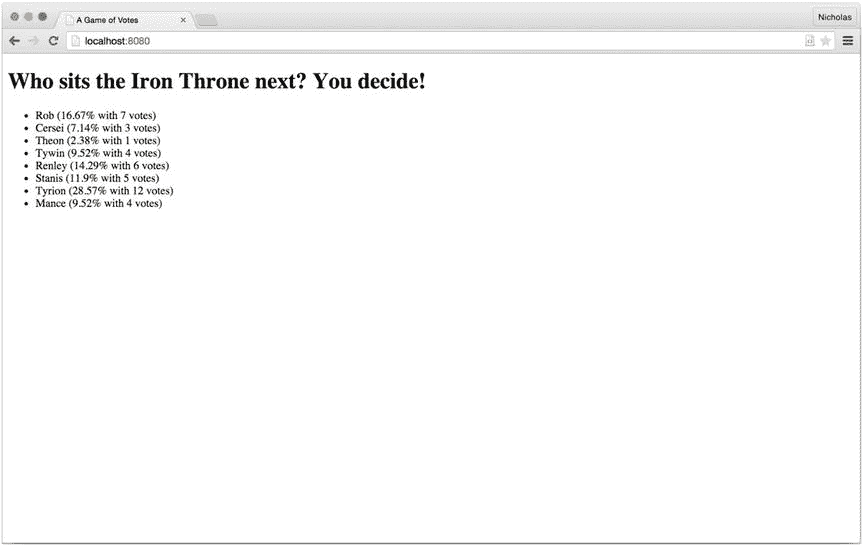 A Game of Votes
Nicholas
localhost:8080
Who sits the Iron Throne next? You decide!
Rob (16.67% with 7 votes)
Cersei (7.14% with 3 votes)
Theon (2.38% with 1 votes)
Tywin (9.52% with 4 votes)
Renley (14.29% with 6 votes)
Stanis (11.9% with 5 votes)
Tyrion (28.57% with 12 votes)
Mance (9.52% with 4 votes)